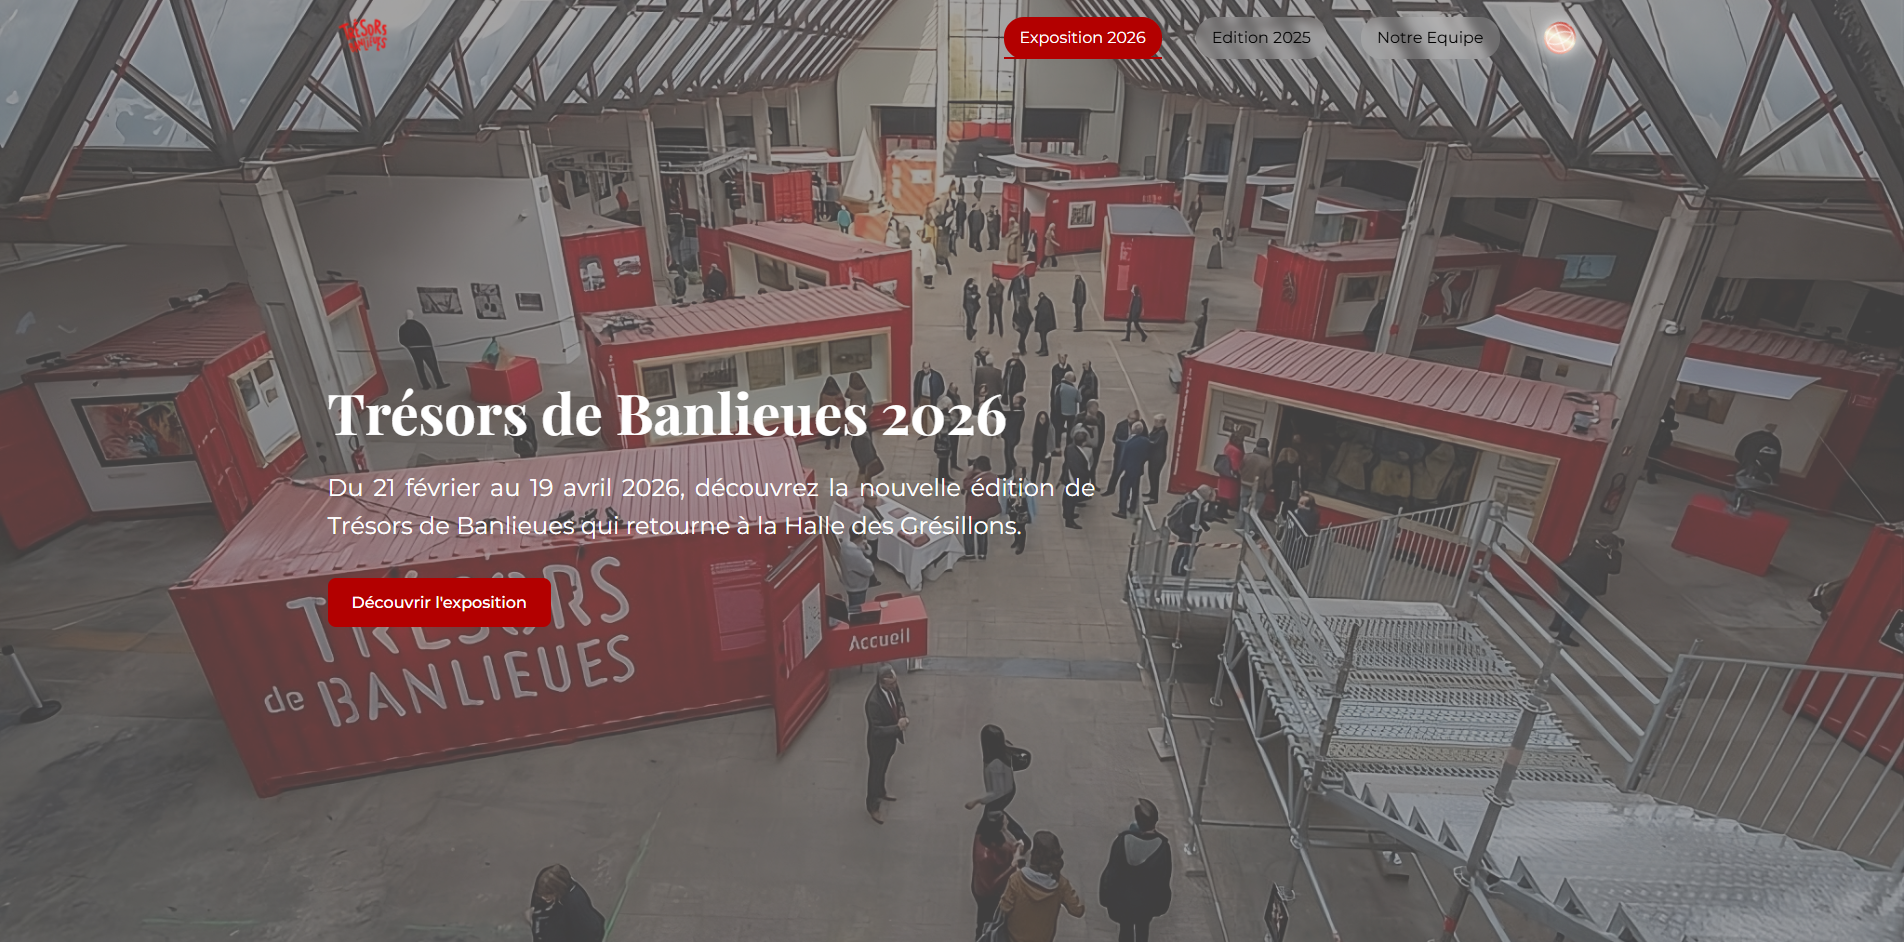 TRÉSORS
BANLIEUES
Exposition 2026
Edition 2025
Notre Equipe
Trésors de Banlieues 2026
Du 21 février au 19 avril 2026, découvrez la nouvelle édition de
Trésors de Banlieues qui retourne à la Halle des Grésillons.
Découvrir l'exposition
TRÉSORS
de BANLIEUES
Accueil